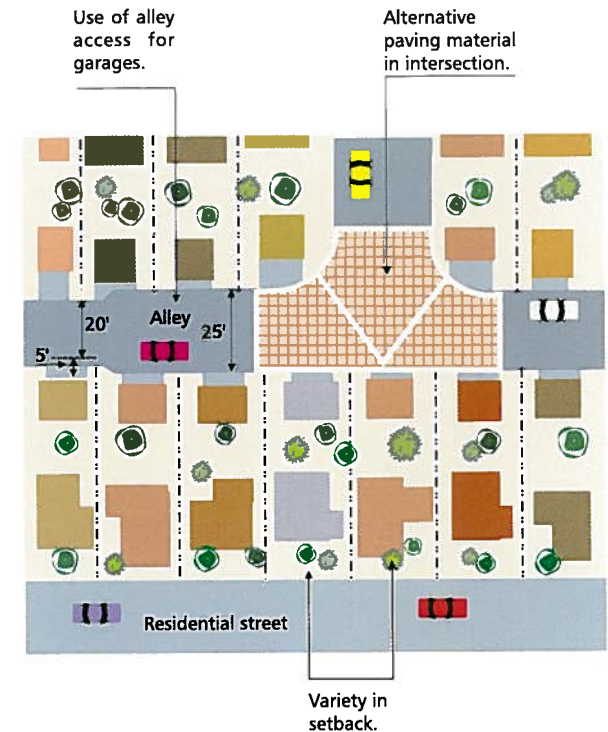 Use of alley
access for
garages.
Alternative
paving material
in intersection.
20'
Alley
25'
5'
Residential street
Variety in
setback.